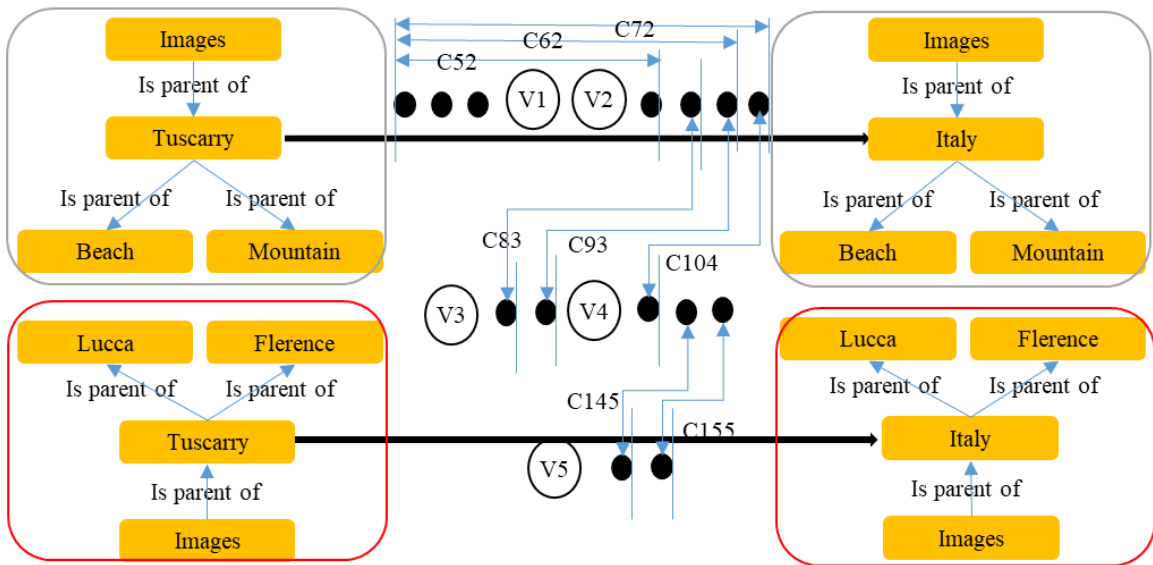 Images
Is parent of
Tuscarry
Is parent of
Is parent of
Beach
Mountain
C72
C62
C52
V1
V2
Images
Is parent of
Italy
Is parent of
Is parent of
Beach
Mountain
C83
C93
C104
V3
V4
C145
C155
V5
Lucca
Flerence
Is parent of
Is parent of
Tuscarry
Is parent of
Images
Lucca
Flerence
Is parent of
Is parent of
Italy
Is parent of
Images